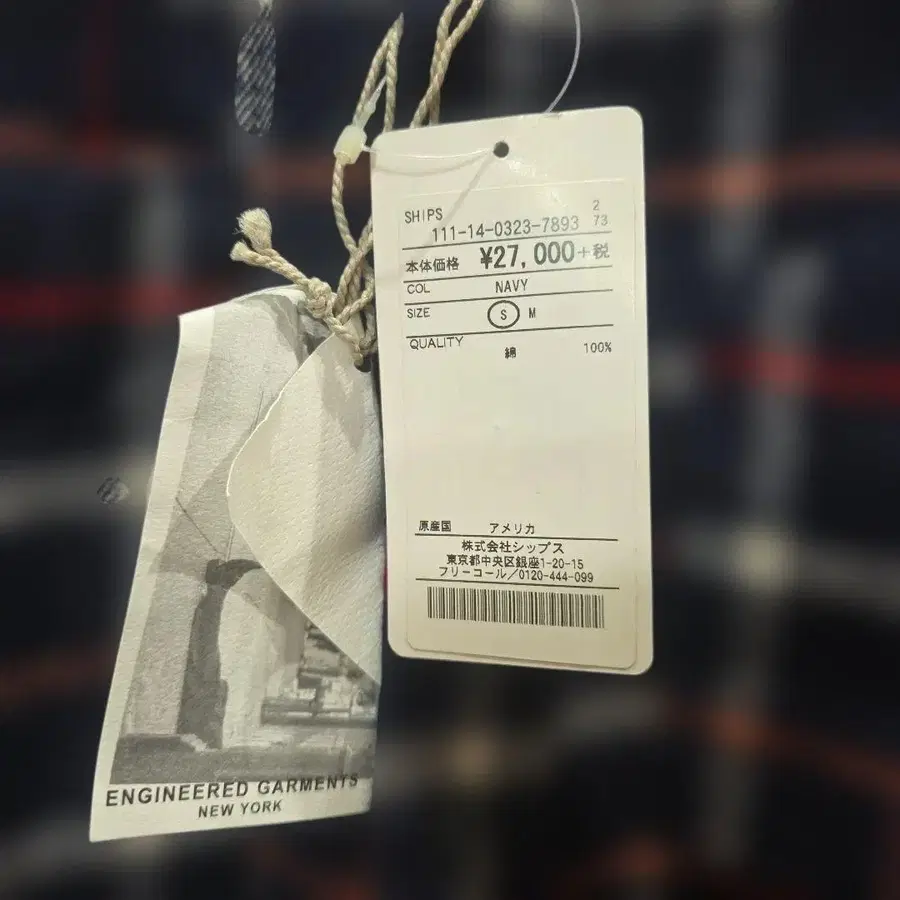 SHIPS
2
111-14-0323-7893 73
本体価格 ¥27,000+税
COL NAVY
SIZE S M
QUALITY
綿 100%
原産国 アメリカ
株式会社シップス
東京都中央区銀座1-20-15
フリーコール/0120-444-099
ENGINEERED GARMENTS
NEW YORK